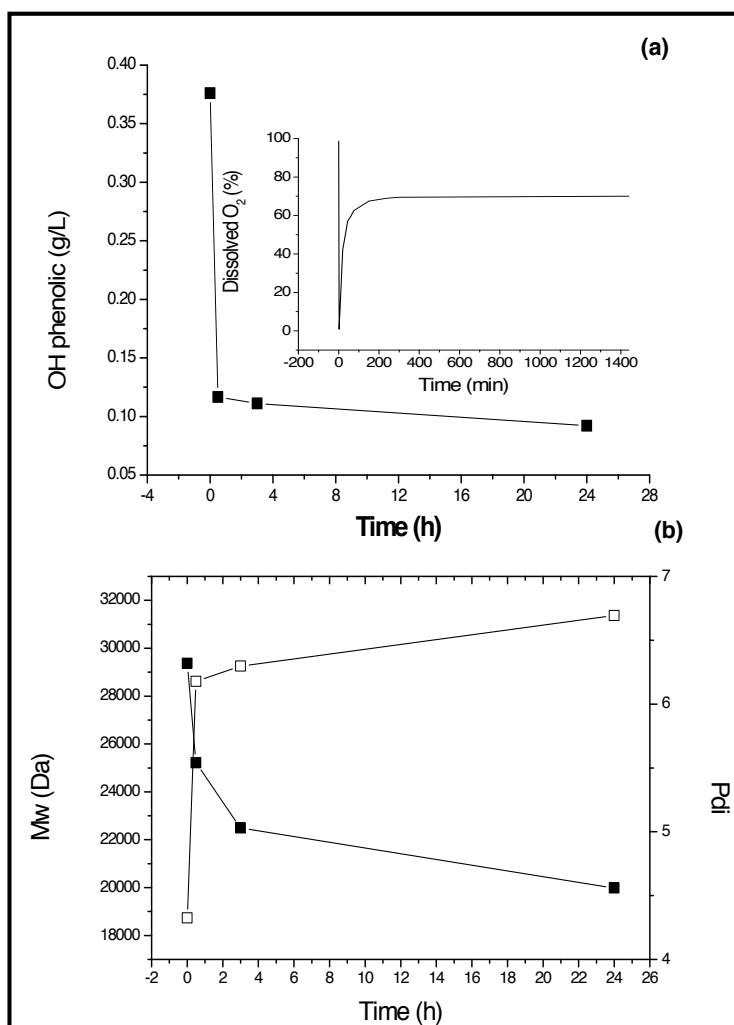 (a)
0.40
0.35
0.30
0.25
0.20
0.15
0.10
0.05
OH phenolic (g/L)
-4 0 4 8 12 16 20 24 28
Time (h)
100
80
60
40
20
0
Dissolved O2 (%)
-200 0 200 400 600 800 1000 1200 1400
Time (min)
(b)
32000
30000
28000
26000
24000
22000
20000
18000
Mw (Da)
7
6
5
4
Pdi
-2 0 2 4 6 8 10 12 14 16 18 20 22 24 26
Time (h)